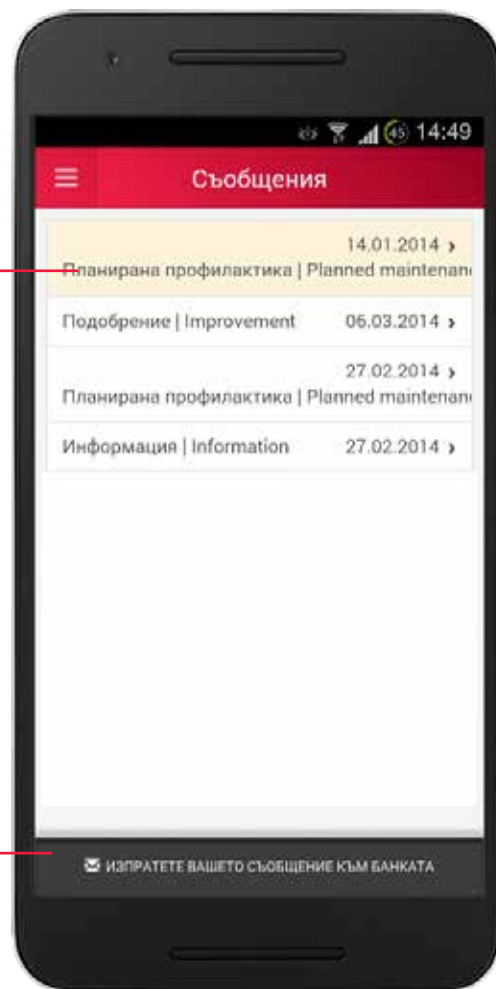 45 14:49
Съобщения
14.01.2014
Планирана профилактика | Planned maintenan
Подобрение | Improvement 06.03.2014
27.02.2014
Планирана профилактика | Planned maintenan
Информация | Information 27.02.2014
ИЗПРАТЕТЕ ВАШЕТО СЪОБЩЕНИЕ КЪМ БАНКАТА